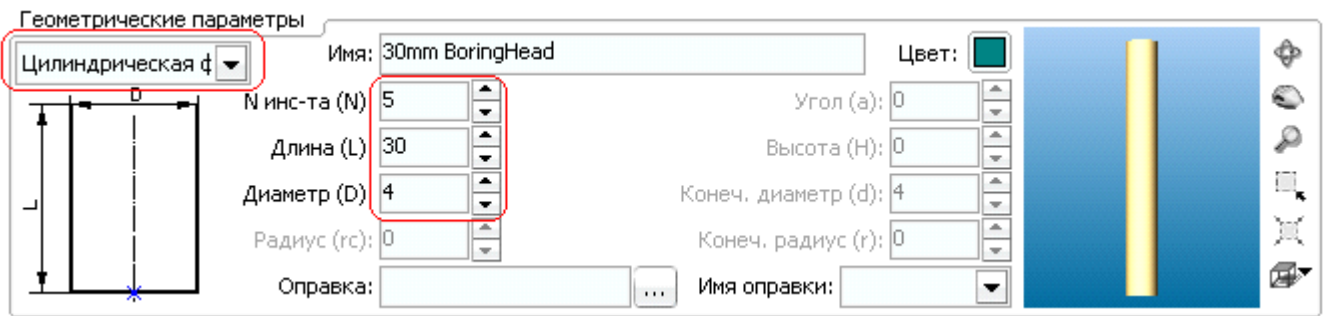 Геометрические параметры
Цилиндрическая ф
Имя: 30mm BoringHead
Цвет:
D
L
N инс-та (N) 5
Угол (a): 0
Длина (L) 30
Высота (H): 0
Диаметр (D) 4
Конеч. диаметр (d): 4
Радиус (rc): 0
Конеч. радиус (r): 0
Оправка: ...
Имя оправки: